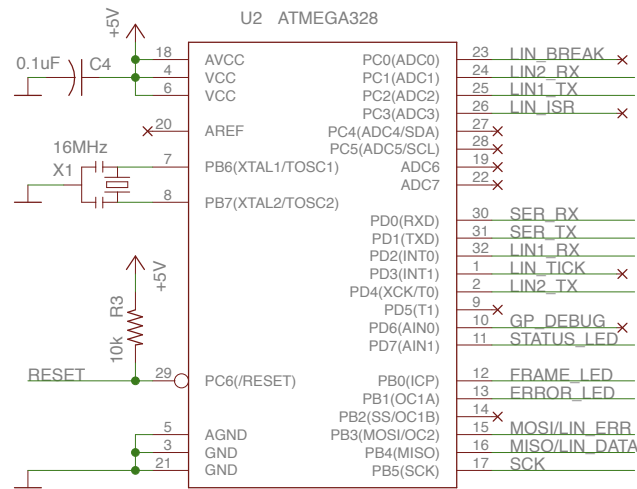 U2 ATMEGA328
+5V
0.1uF C4
18 AVCC
4 VCC
6 VCC
20 AREF
16MHz
X1
7 PB6(XTAL1/TOSC1)
8 PB7(XTAL2/TOSC2)
+5V
R3
10k
RESET 29 PC6(/RESET)
5 AGND
3 GND
21 GND
PC0(ADC0) 23 LIN_BREAK
PC1(ADC1) 24 LIN2_RX
PC2(ADC2) 25 LIN1_TX
PC3(ADC3) 26 LIN_ISR
PC4(ADC4/SDA) 27
PC5(ADC5/SCL) 28
ADC6 19
ADC7 22
PD0(RXD) 30 SER_RX
PD1(TXD) 31 SER_TX
PD2(INT0) 32 LIN1_RX
PD3(INT1) 1 LIN_TICK
PD4(XCK/T0) 2 LIN2_TX
PD5(T1) 9
PD6(AIN0) 10 GP_DEBUG
PD7(AIN1) 11 STATUS_LED
PB0(ICP) 12 FRAME_LED
PB1(OC1A) 13 ERROR_LED
PB2(SS/OC1B) 14
PB3(MOSI/OC2) 15 MOSI/LIN_ERR
PB4(MISO) 16 MISO/LIN_DATA
PB5(SCK) 17 SCK